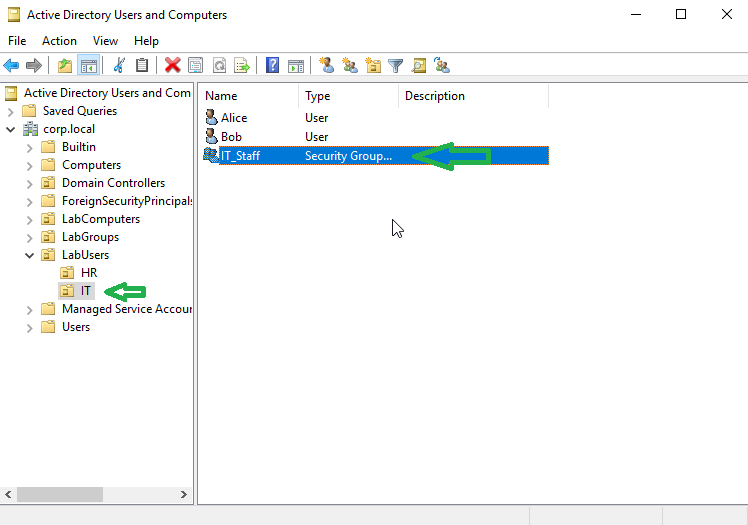 Active Directory Users and Computers
File Action View Help
Active Directory Users and Com
Saved Queries
corp.local
Builtin
Computers
Domain Controllers
ForeignSecurityPrincipals
LabComputers
LabGroups
LabUsers
HR
IT
Managed Service Accour
Users
Name Type Description
Alice User
Bob User
IT_Staff Security Group...